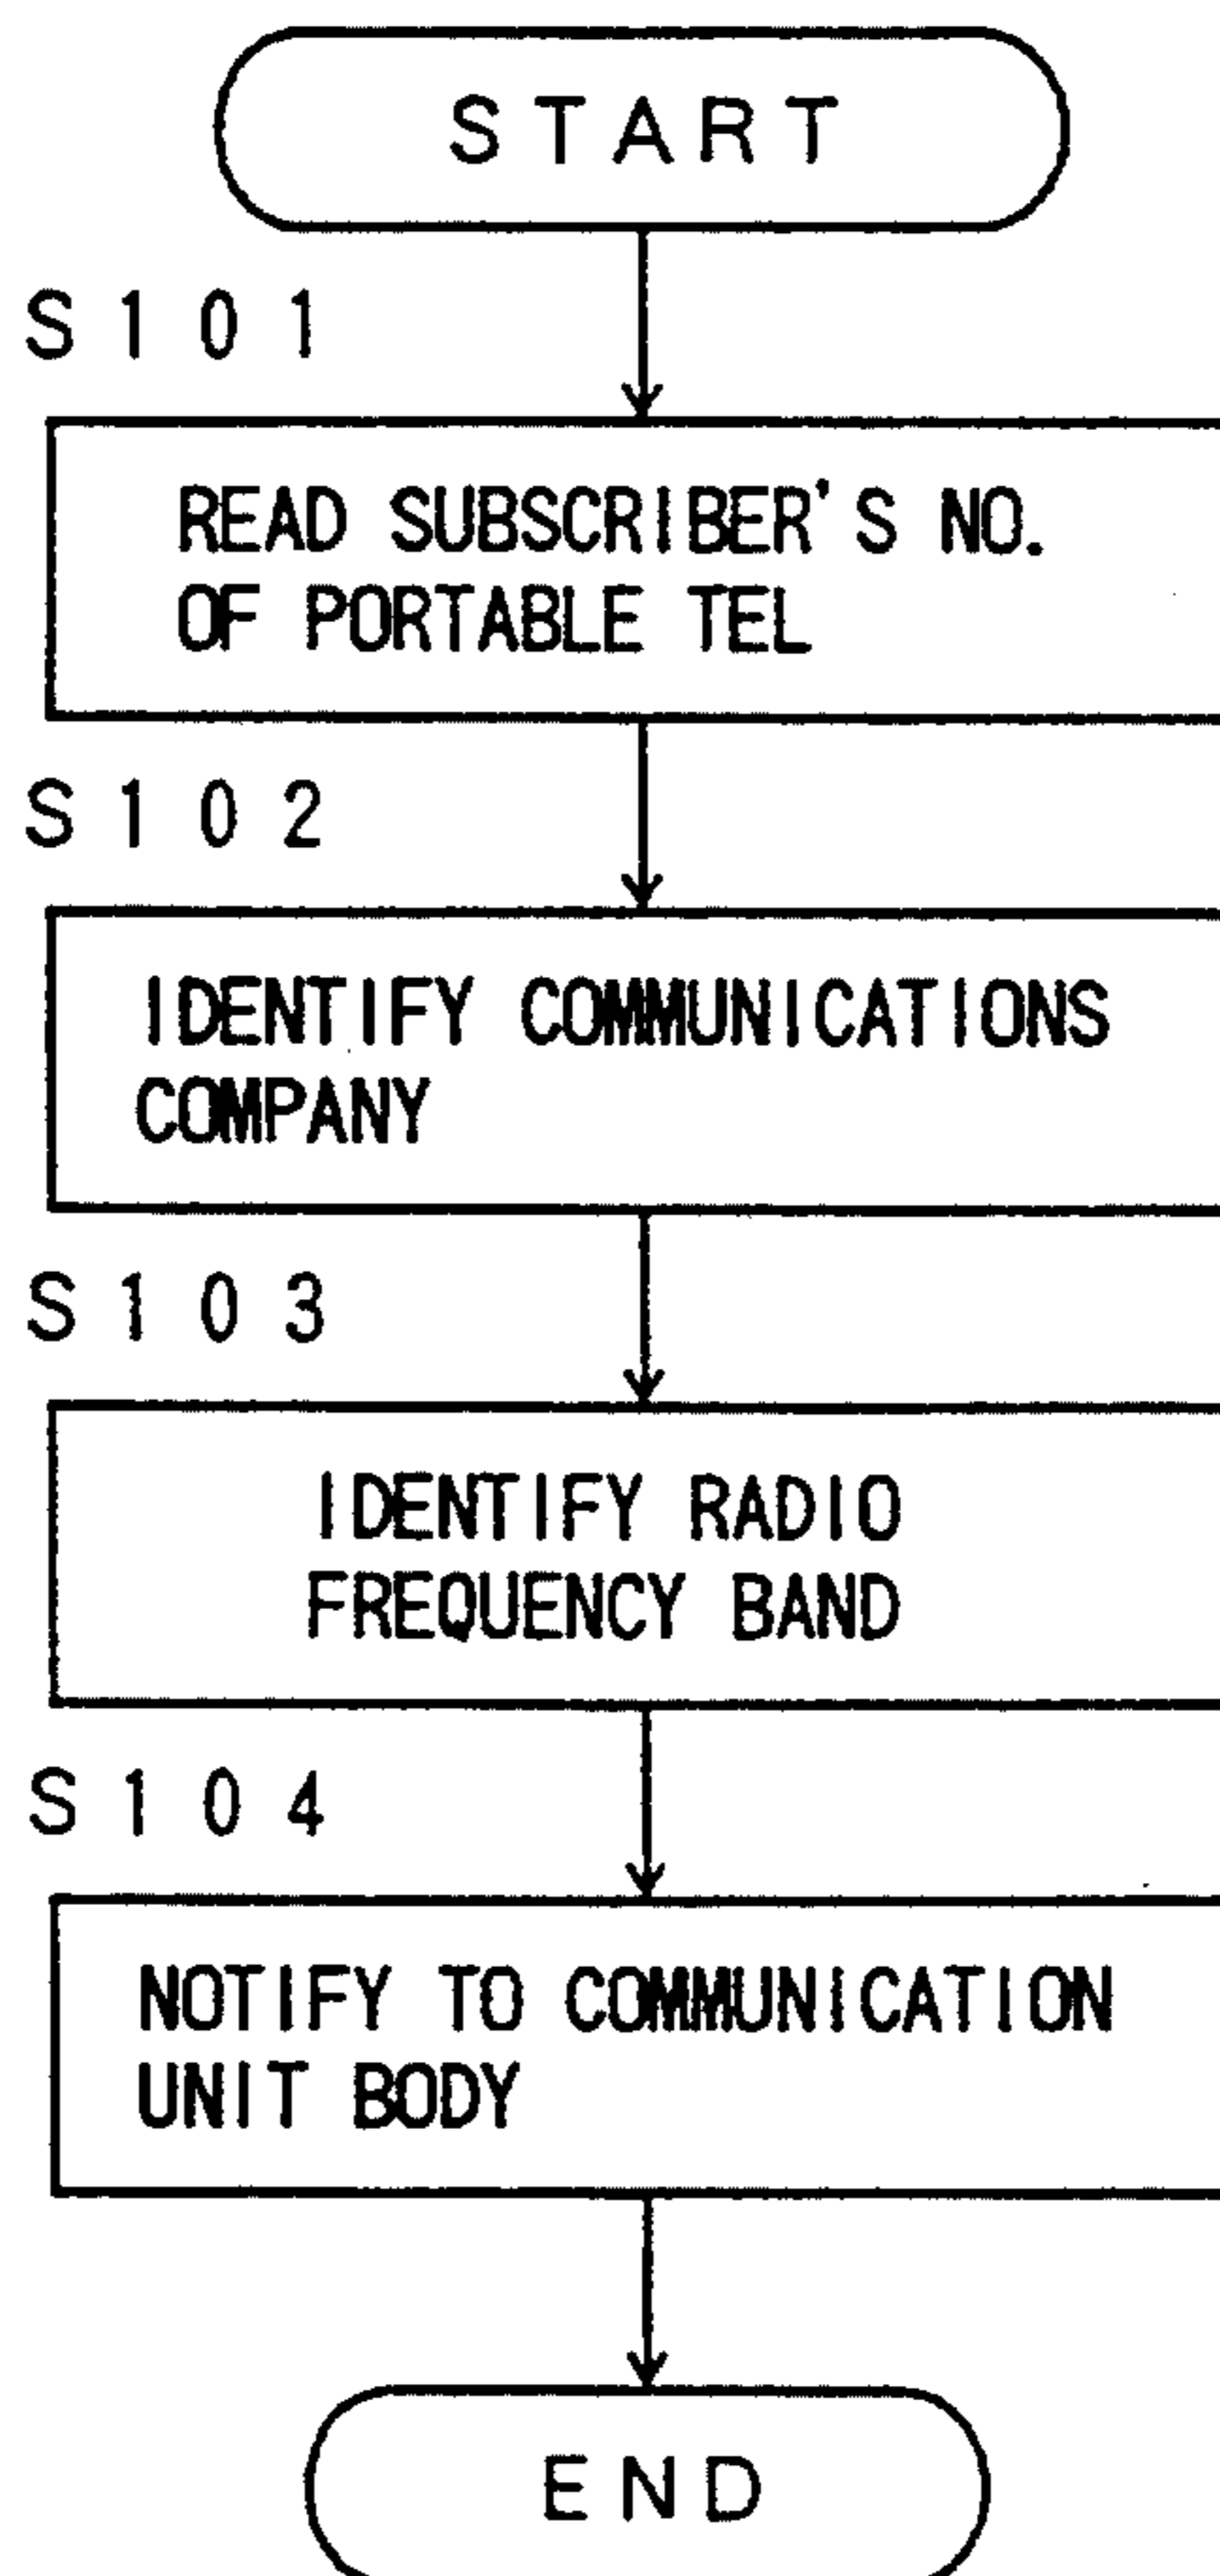 START
S101
READ SUBSCRIBER'S NO.
OF PORTABLE TEL
S102
IDENTIFY COMMUNICATIONS
COMPANY
S103
IDENTIFY RADIO
FREQUENCY BAND
S104
NOTIFY TO COMMUNICATION
UNIT BODY
END